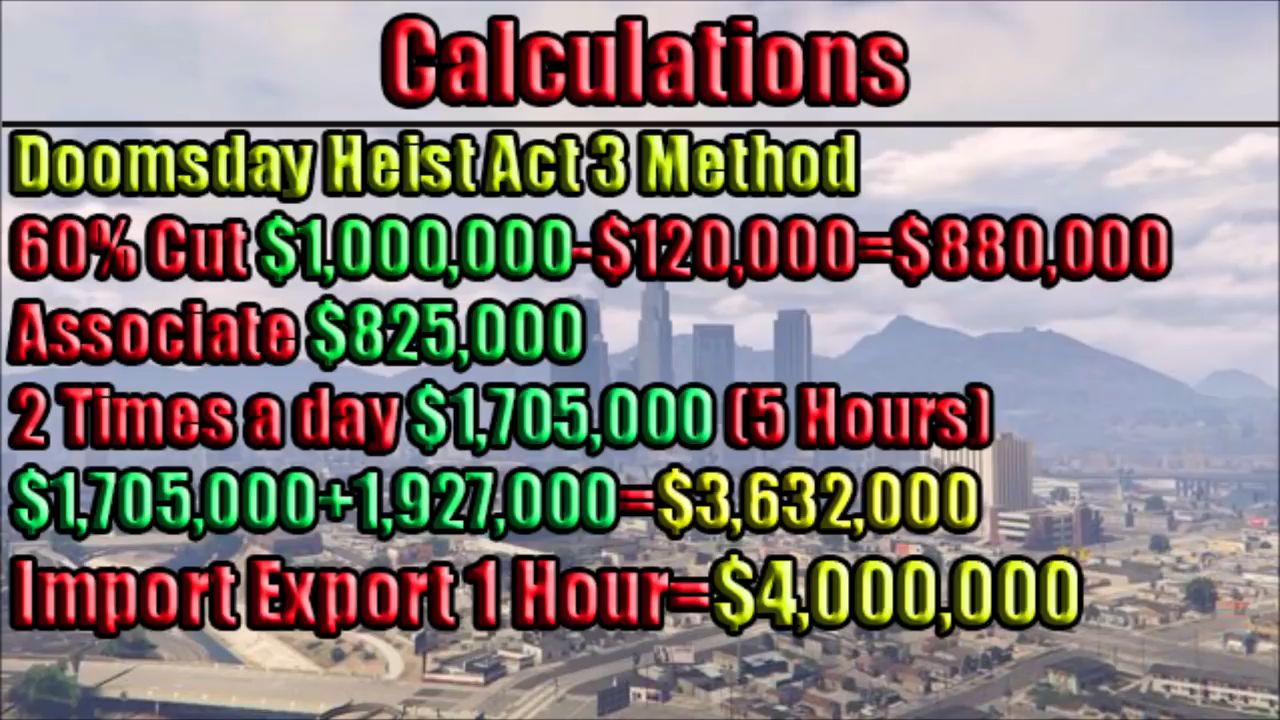 Calculations
Doomsday Heist Act 3 Method
60% Cut $1,000,000-$120,000=$880,000
Associate $825,000
2 Times a day $1,705,000 (5 Hours)
$1,705,000+1,927,000=$3,632,000
Import Export 1 Hour=$4,000,000